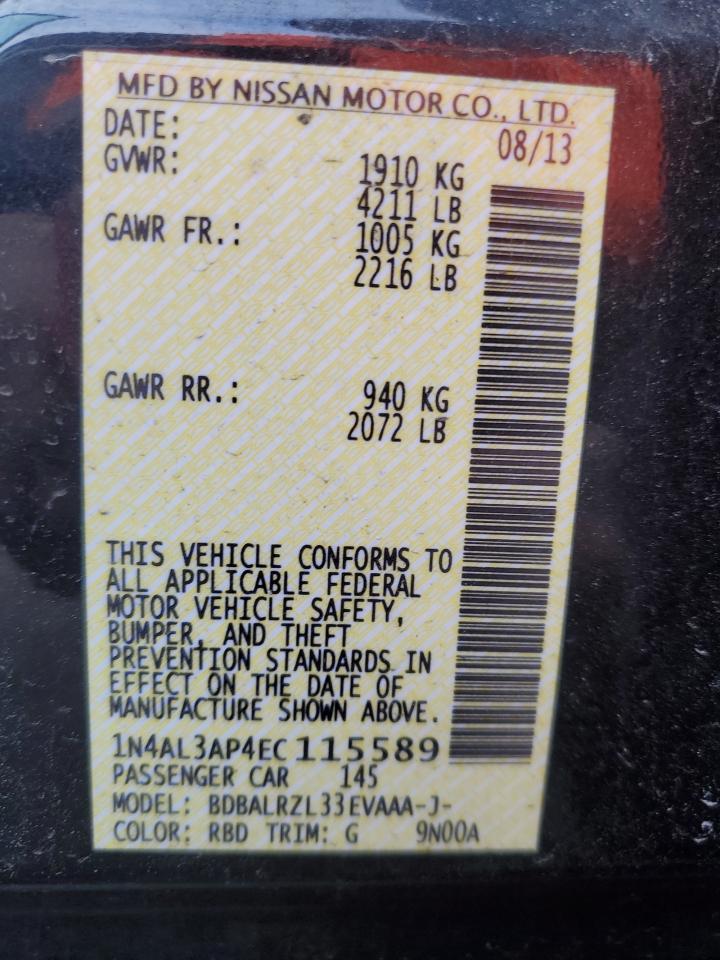 MFD BY NISSAN MOTOR CO., LTD.
DATE: 08/13
GVWR: 1910 KG
4211 LB
GAWR FR.: 1005 KG
2216 LB
GAWR RR.: 940 KG
2072 LB
THIS VEHICLE CONFORMS TO
ALL APPLICABLE FEDERAL
MOTOR VEHICLE SAFETY,
BUMPER, AND THEFT
PREVENTION STANDARDS IN
EFFECT ON THE DATE OF
MANUFACTURE SHOWN ABOVE.
1N4AL3AP4EC115589
PASSENGER CAR 145
MODEL: BDBALRZL33EVAAA-J-
COLOR: RBD TRIM: G 9N00A